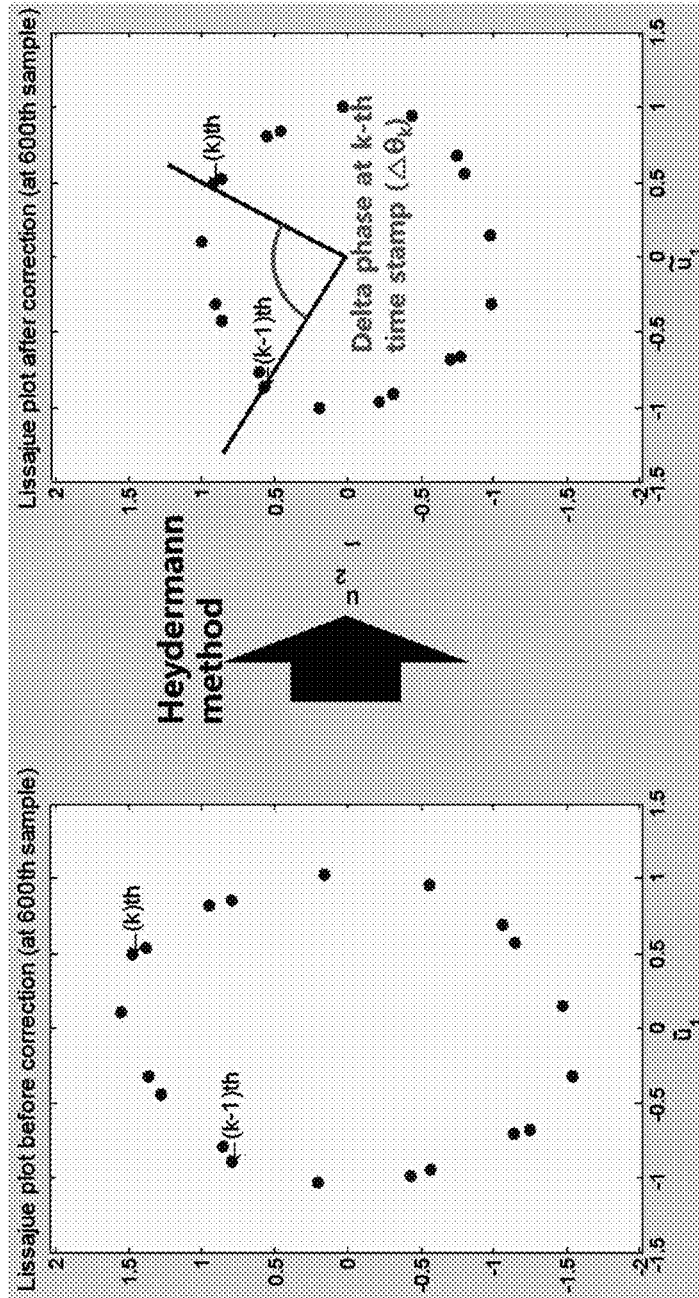 Lissajue plot before correction (at 600th sample)
2
1.5
1
0.5
0
-0.5
-1
-1.5
-2
-1.5
-1
-0.5
0
0.5
1
1.5
(k-1)th
(k)th
Heydermann
method
Lissajue plot after correction (at 600th sample)
2
1.5
1
0.5
0
-0.5
-1
-1.5
-2
-1.5
-1
-0.5
0
0.5
1
1.5
(k-1)th
(k)th
Delta phase at k-th
time stamp (△θₖ)
ũ₁